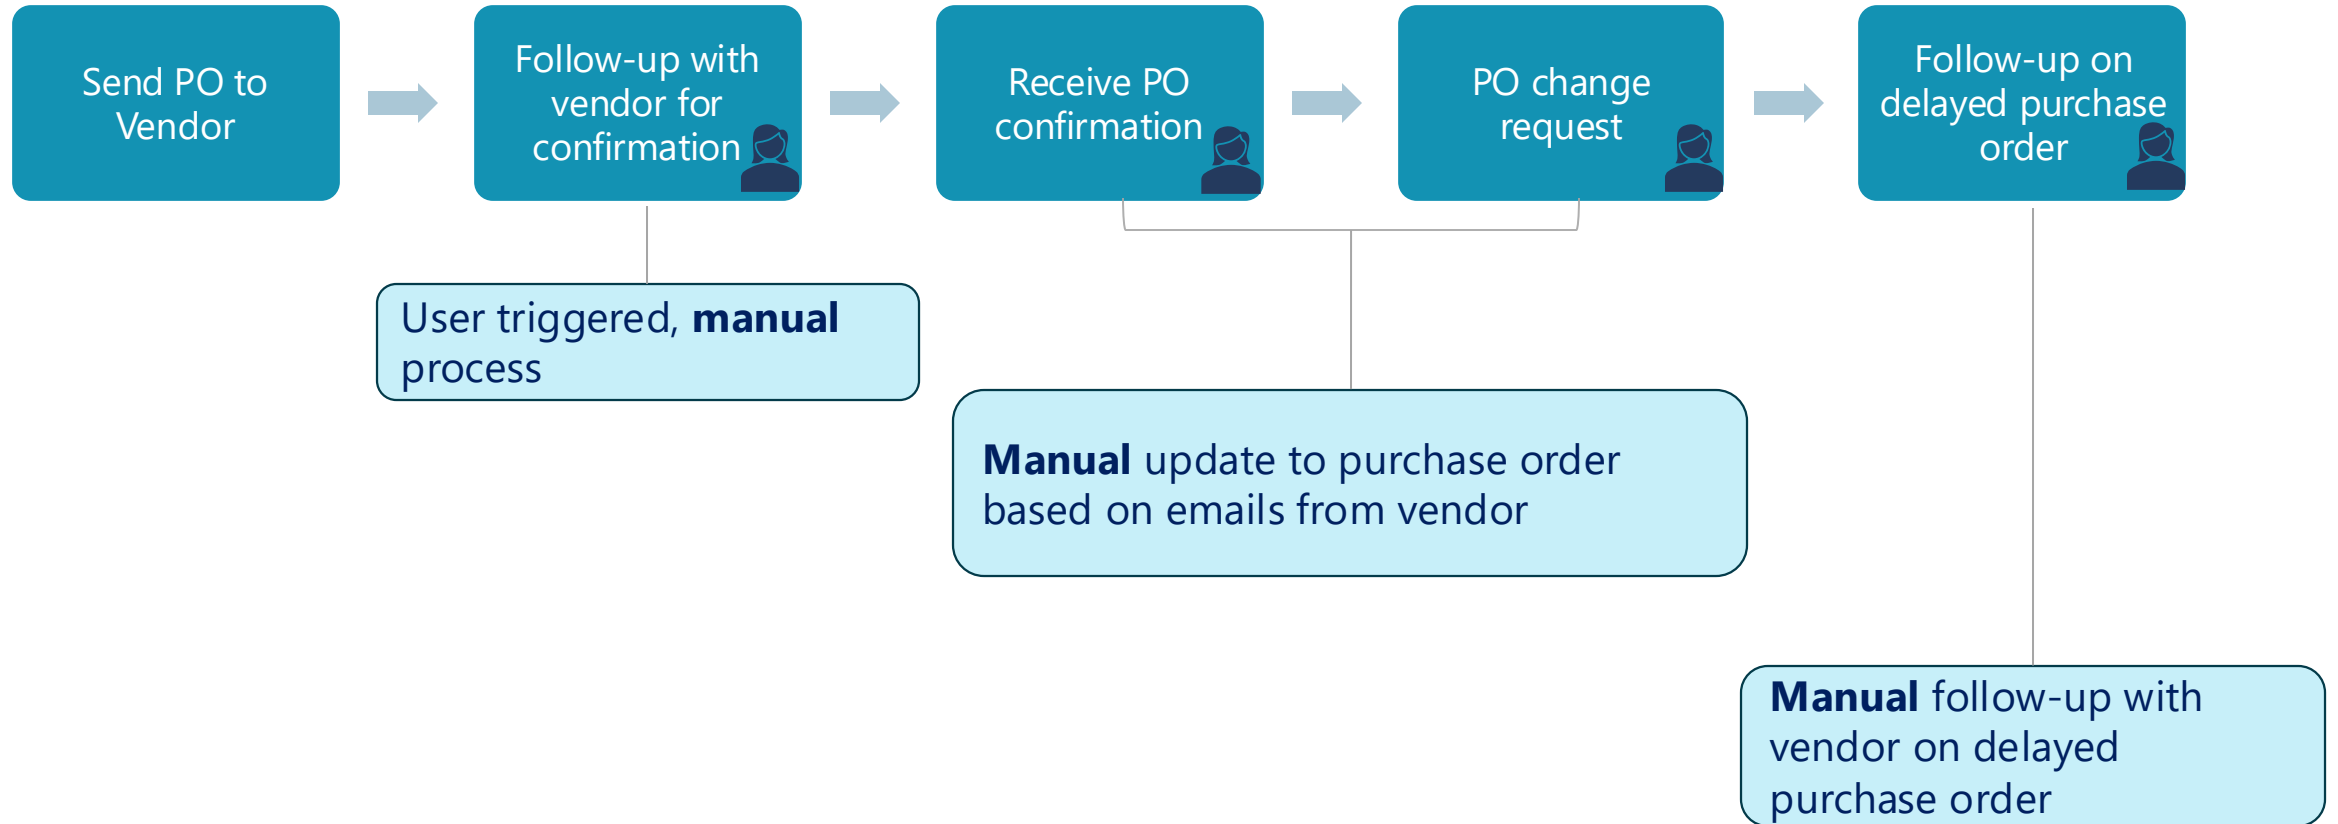 Send PO to
Vendor
Follow-up with
vendor for
confirmation
Receive PO
confirmation
PO change
request
Follow-up on
delayed purchase
order
User triggered, manual
process
Manual update to purchase order
based on emails from vendor
Manual follow-up with
vendor on delayed
purchase order